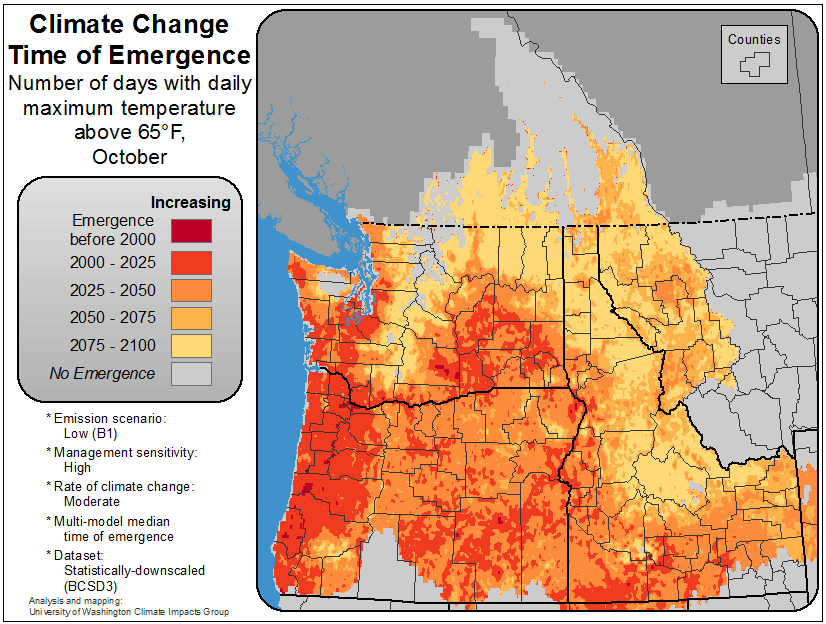 Climate Change
Time of Emergence
Number of days with daily
maximum temperature
above 65°F,
October
Counties
Increasing
Emergence
before 2000
2000 - 2025
2025 - 2050
2050 - 2075
2075 - 2100
No Emergence
* Emission scenario:
Low (B1)
* Management sensitivity:
High
* Rate of climate change:
Moderate
* Multi-model median
time of emergence
* Dataset:
Statistically-downscaled
(BCSD3)
Analysis and mapping:
University of Washington Climate Impacts Group